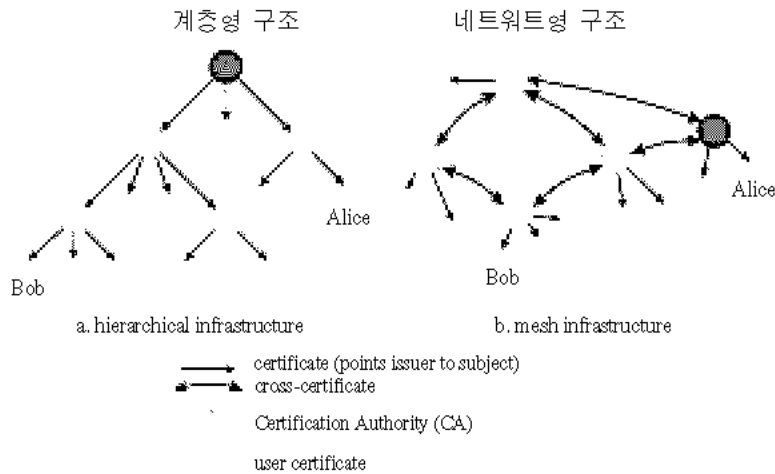 계층형 구조
네트워트형 구조
Alice
Bob
Alice
Bob
a. hierarchical infrastructure
b. mesh infrastructure
certificate (points issuer to subject)
cross-certificate
Certification Authority (CA)
user certificate